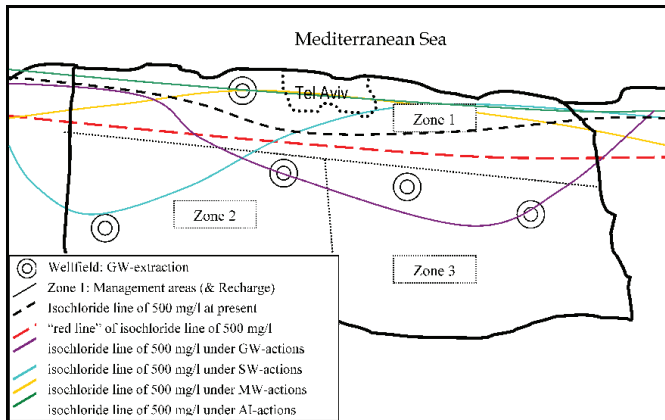 Mediterranean Sea
Tel Aviv
Zone 1
Zone 2
Zone 3
Wellfield: GW-extraction
Zone 1: Management areas (& Recharge)
Isochloride line of 500 mg/l at present
“red line” of isochloride line of 500 mg/l
isochloride line of 500 mg/l under GW-actions
isochloride line of 500 mg/l under SW-actions
isochloride line of 500 mg/l under MW-actions
isochloride line of 500 mg/l under AI-actions